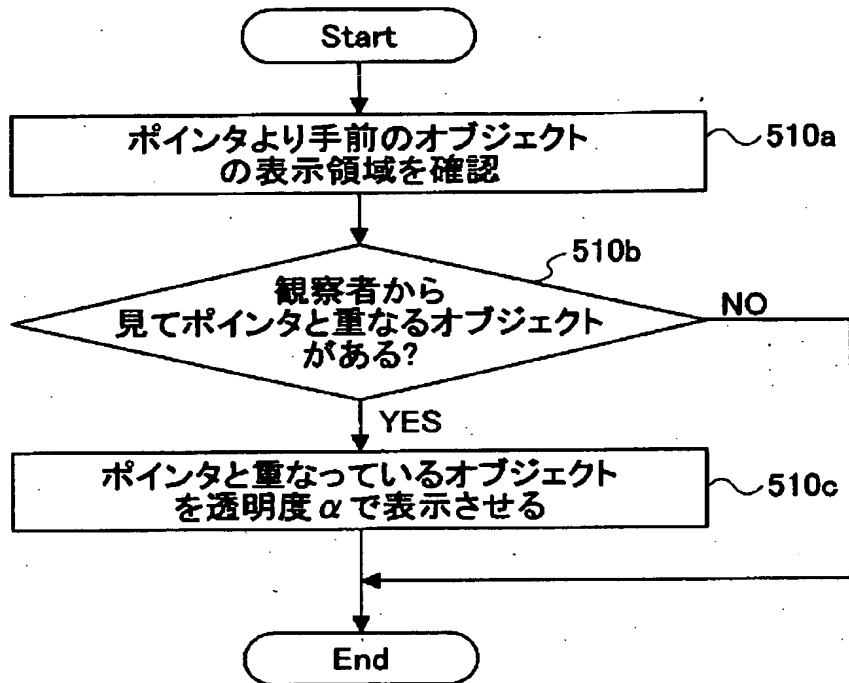 Start
ポインタより手前のオブジェクト
の表示領域を確認
510a
510b
観察者から
見てポインタと重なるオブジェクト
がある?
NO
YES
ポインタと重なっているオブジェクト
を透明度αで表示させる
510c
End